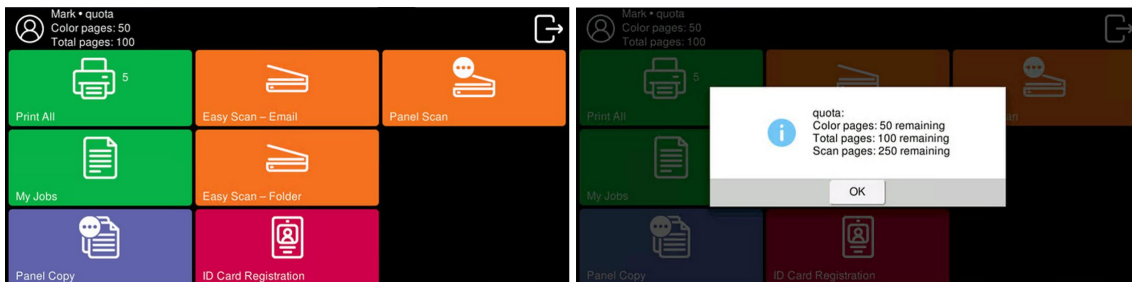 Mark • quota
Color pages: 50
Total pages: 100
5
Print All
Easy Scan – Email
Panel Scan
My Jobs
Easy Scan – Folder
Panel Copy
ID Card Registration
Mark • quota
Color pages: 50
Total pages: 100
5
Print All
an
quota:
Color pages: 50 remaining
Total pages: 100 remaining
Scan pages: 250 remaining
OK
My Jobs
Panel Copy
ID Card Registration